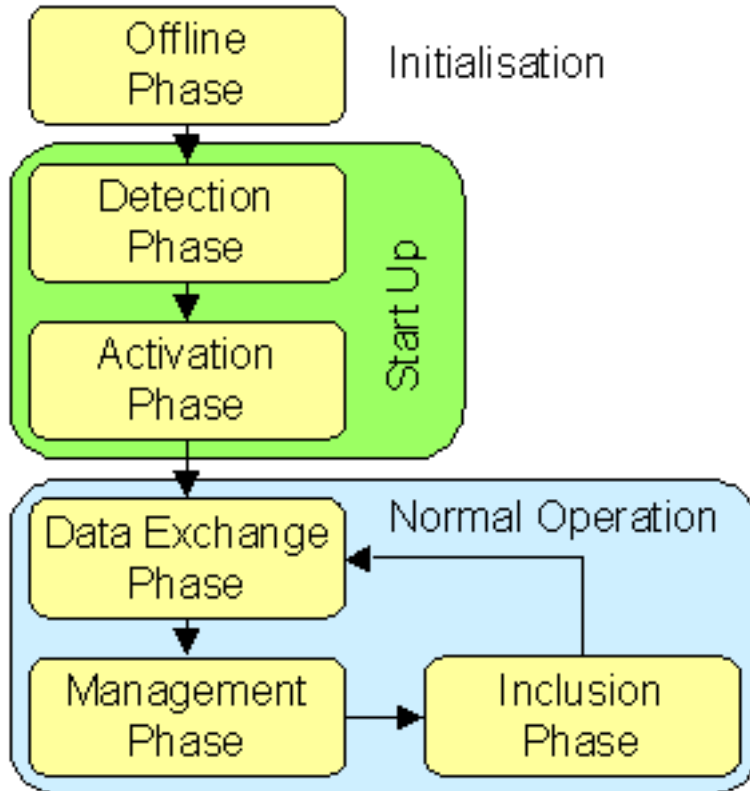 Offline
Phase
Initialisation
Detection
Phase
Activation
Phase
Start Up
Normal Operation
Data Exchange
Phase
Management
Phase
Inclusion
Phase